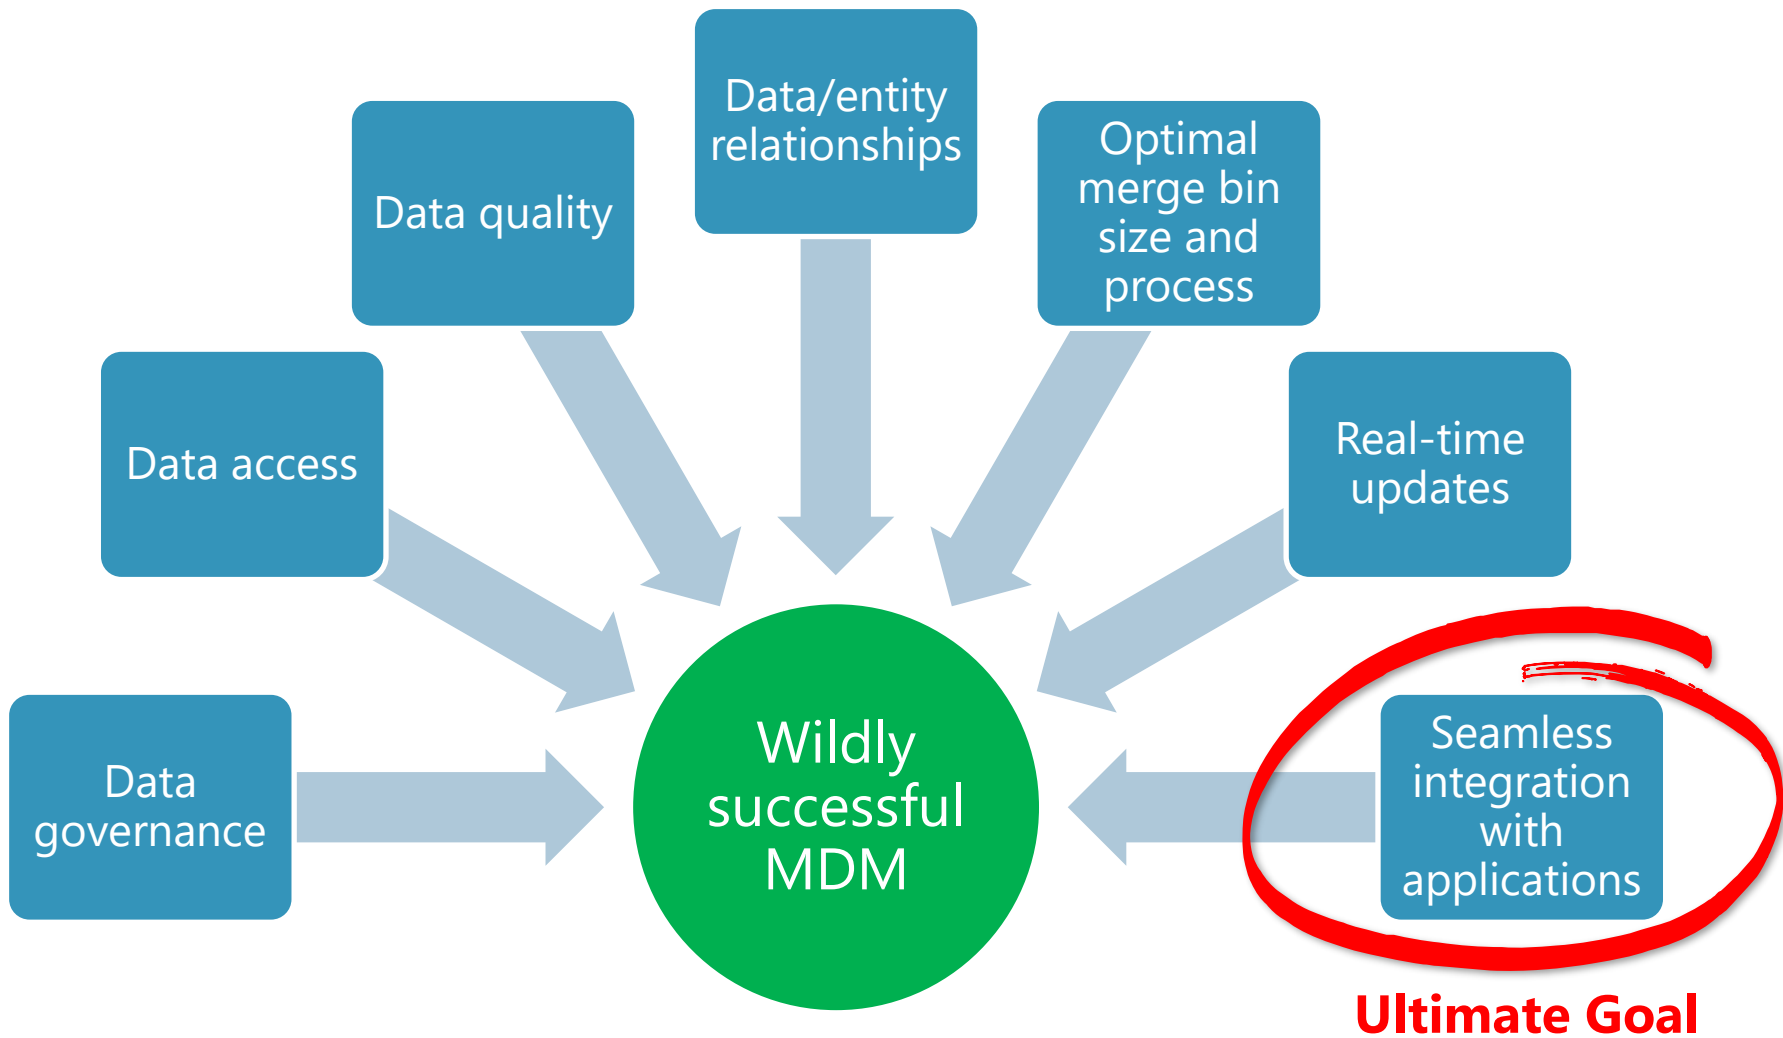 Data/entity
relationships
Data quality
Optimal
merge bin
size and
process
Data access
Real-time
updates
Data
governance
Wildly
successful
MDM
Seamless
integration
with
applications
Ultimate Goal